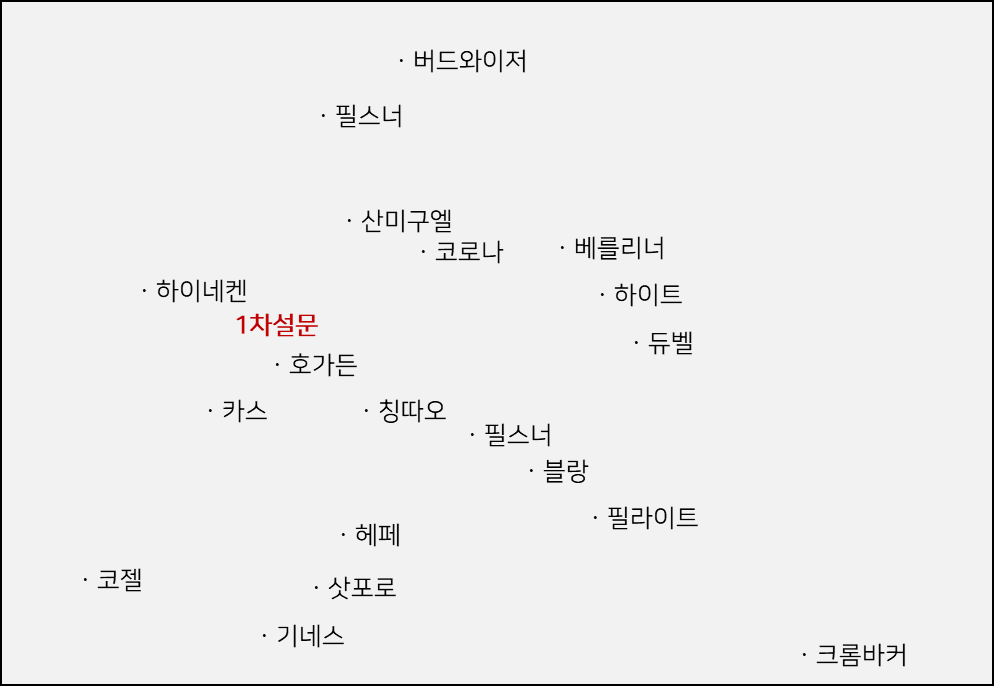 · 버드와이저
· 필스너
· 산미구엘
· 코로나
· 베를리너
· 하이네켄
· 하이트
1차설문
· 듀벨
· 호가든
· 카스
· 칭따오
· 필스너
· 블랑
· 필라이트
· 헤페
· 코젤
· 삿포로
· 기네스
· 크롬바커